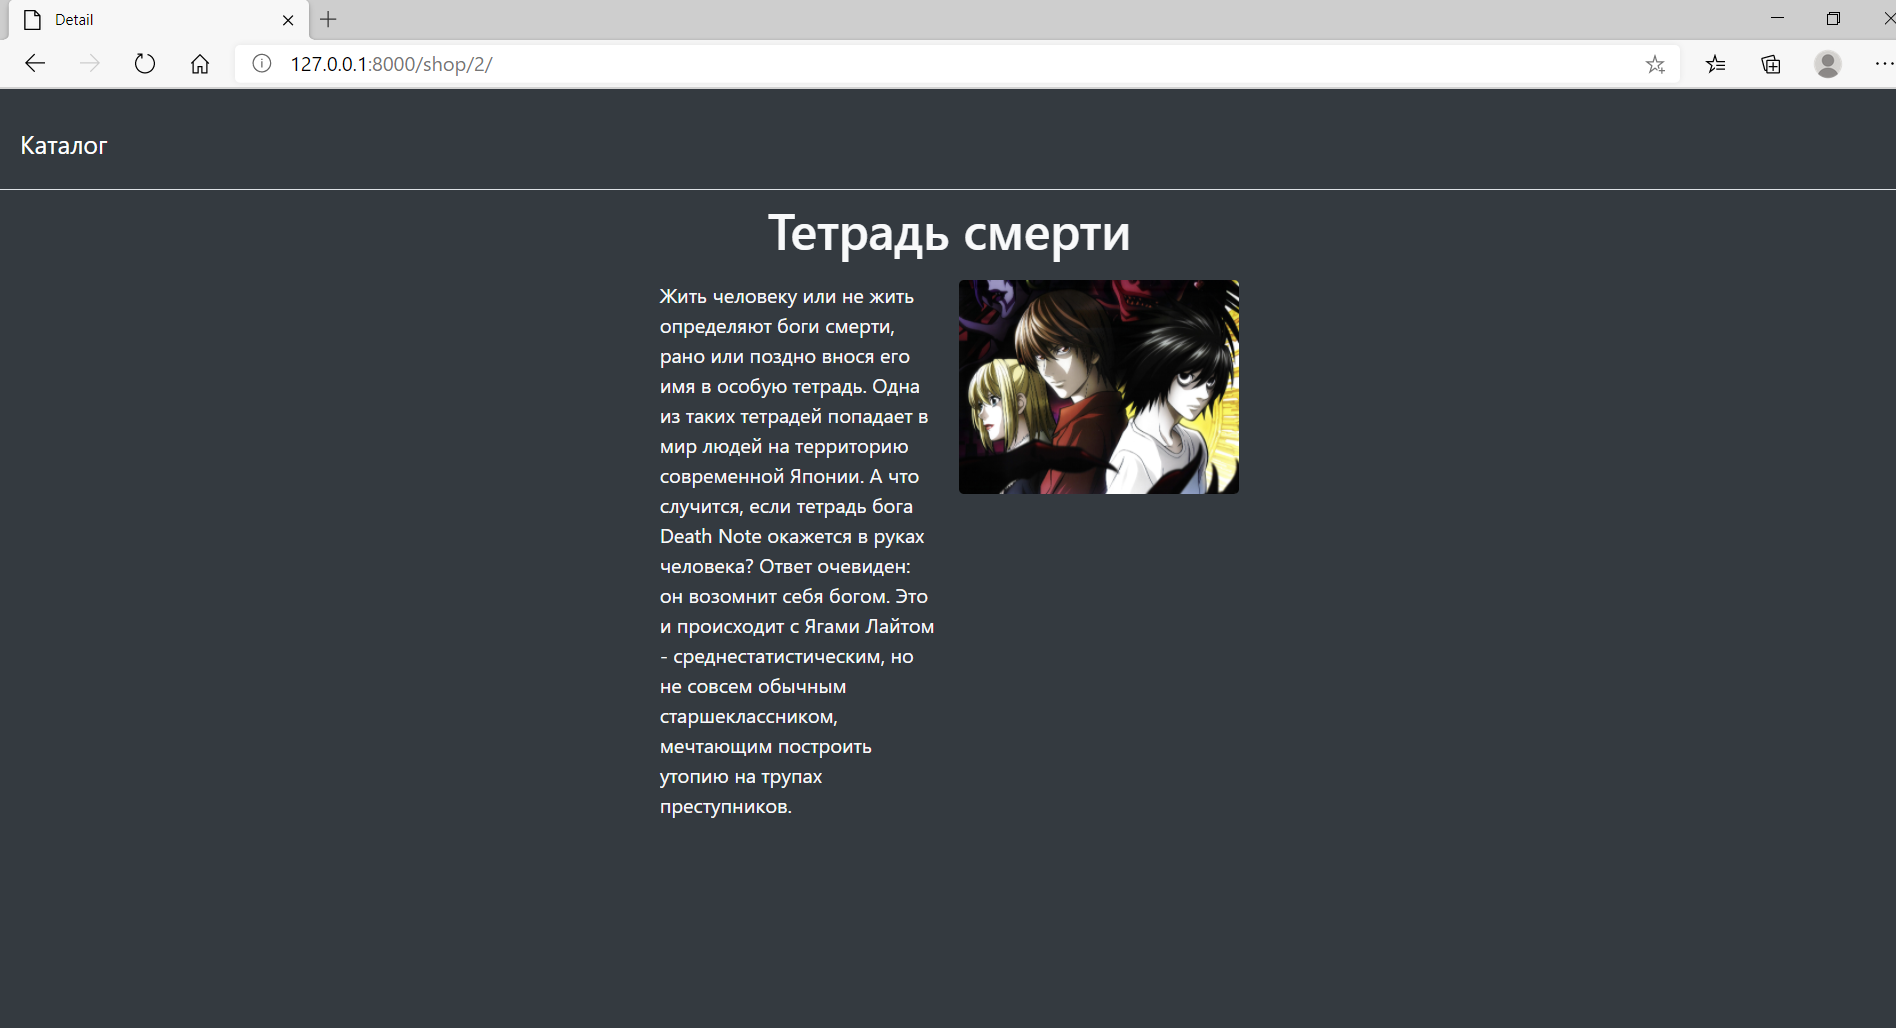 Detail
127.0.0.1:8000/shop/2/
Каталог
Тетрадь смерти
Жить человеку или не жить
определяют боги смерти,
рано или поздно внося его
имя в особую тетрадь. Одна
из таких тетрадей попадает в
мир людей на территорию
современной Японии. А что
случится, если тетрадь бога
Death Note окажется в руках
человека? Ответ очевиден:
он возомнит себя богом. Это
и происходит с Ягами Лайтом
- среднестатистическим, но
не совсем обычным
старшеклассником,
мечтающим построить
утопию на трупах
преступников.